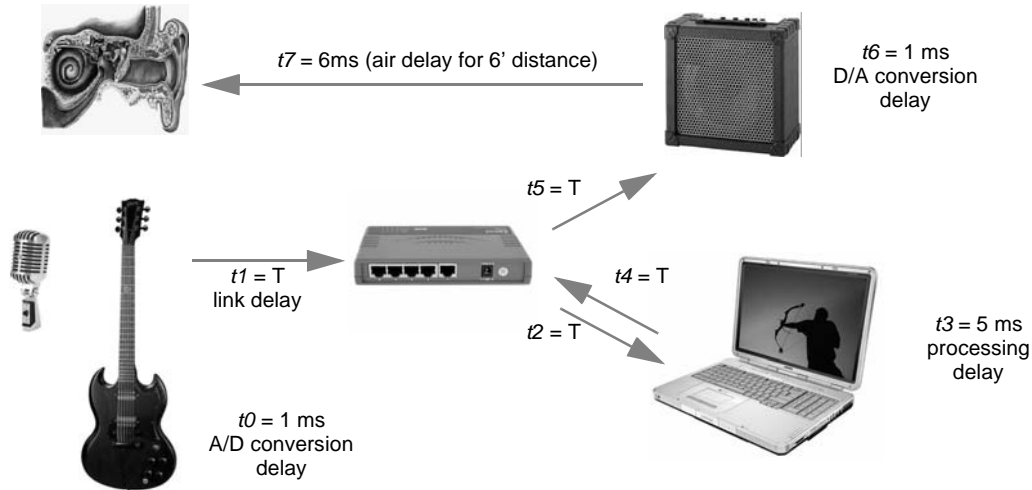 t7 = 6ms (air delay for 6' distance)
t6 = 1 ms
D/A conversion
delay
t5 = T
t1 = T
link delay
t4 = T
t2 = T
t3 = 5 ms
processing
delay
t0 = 1 ms
A/D conversion
delay